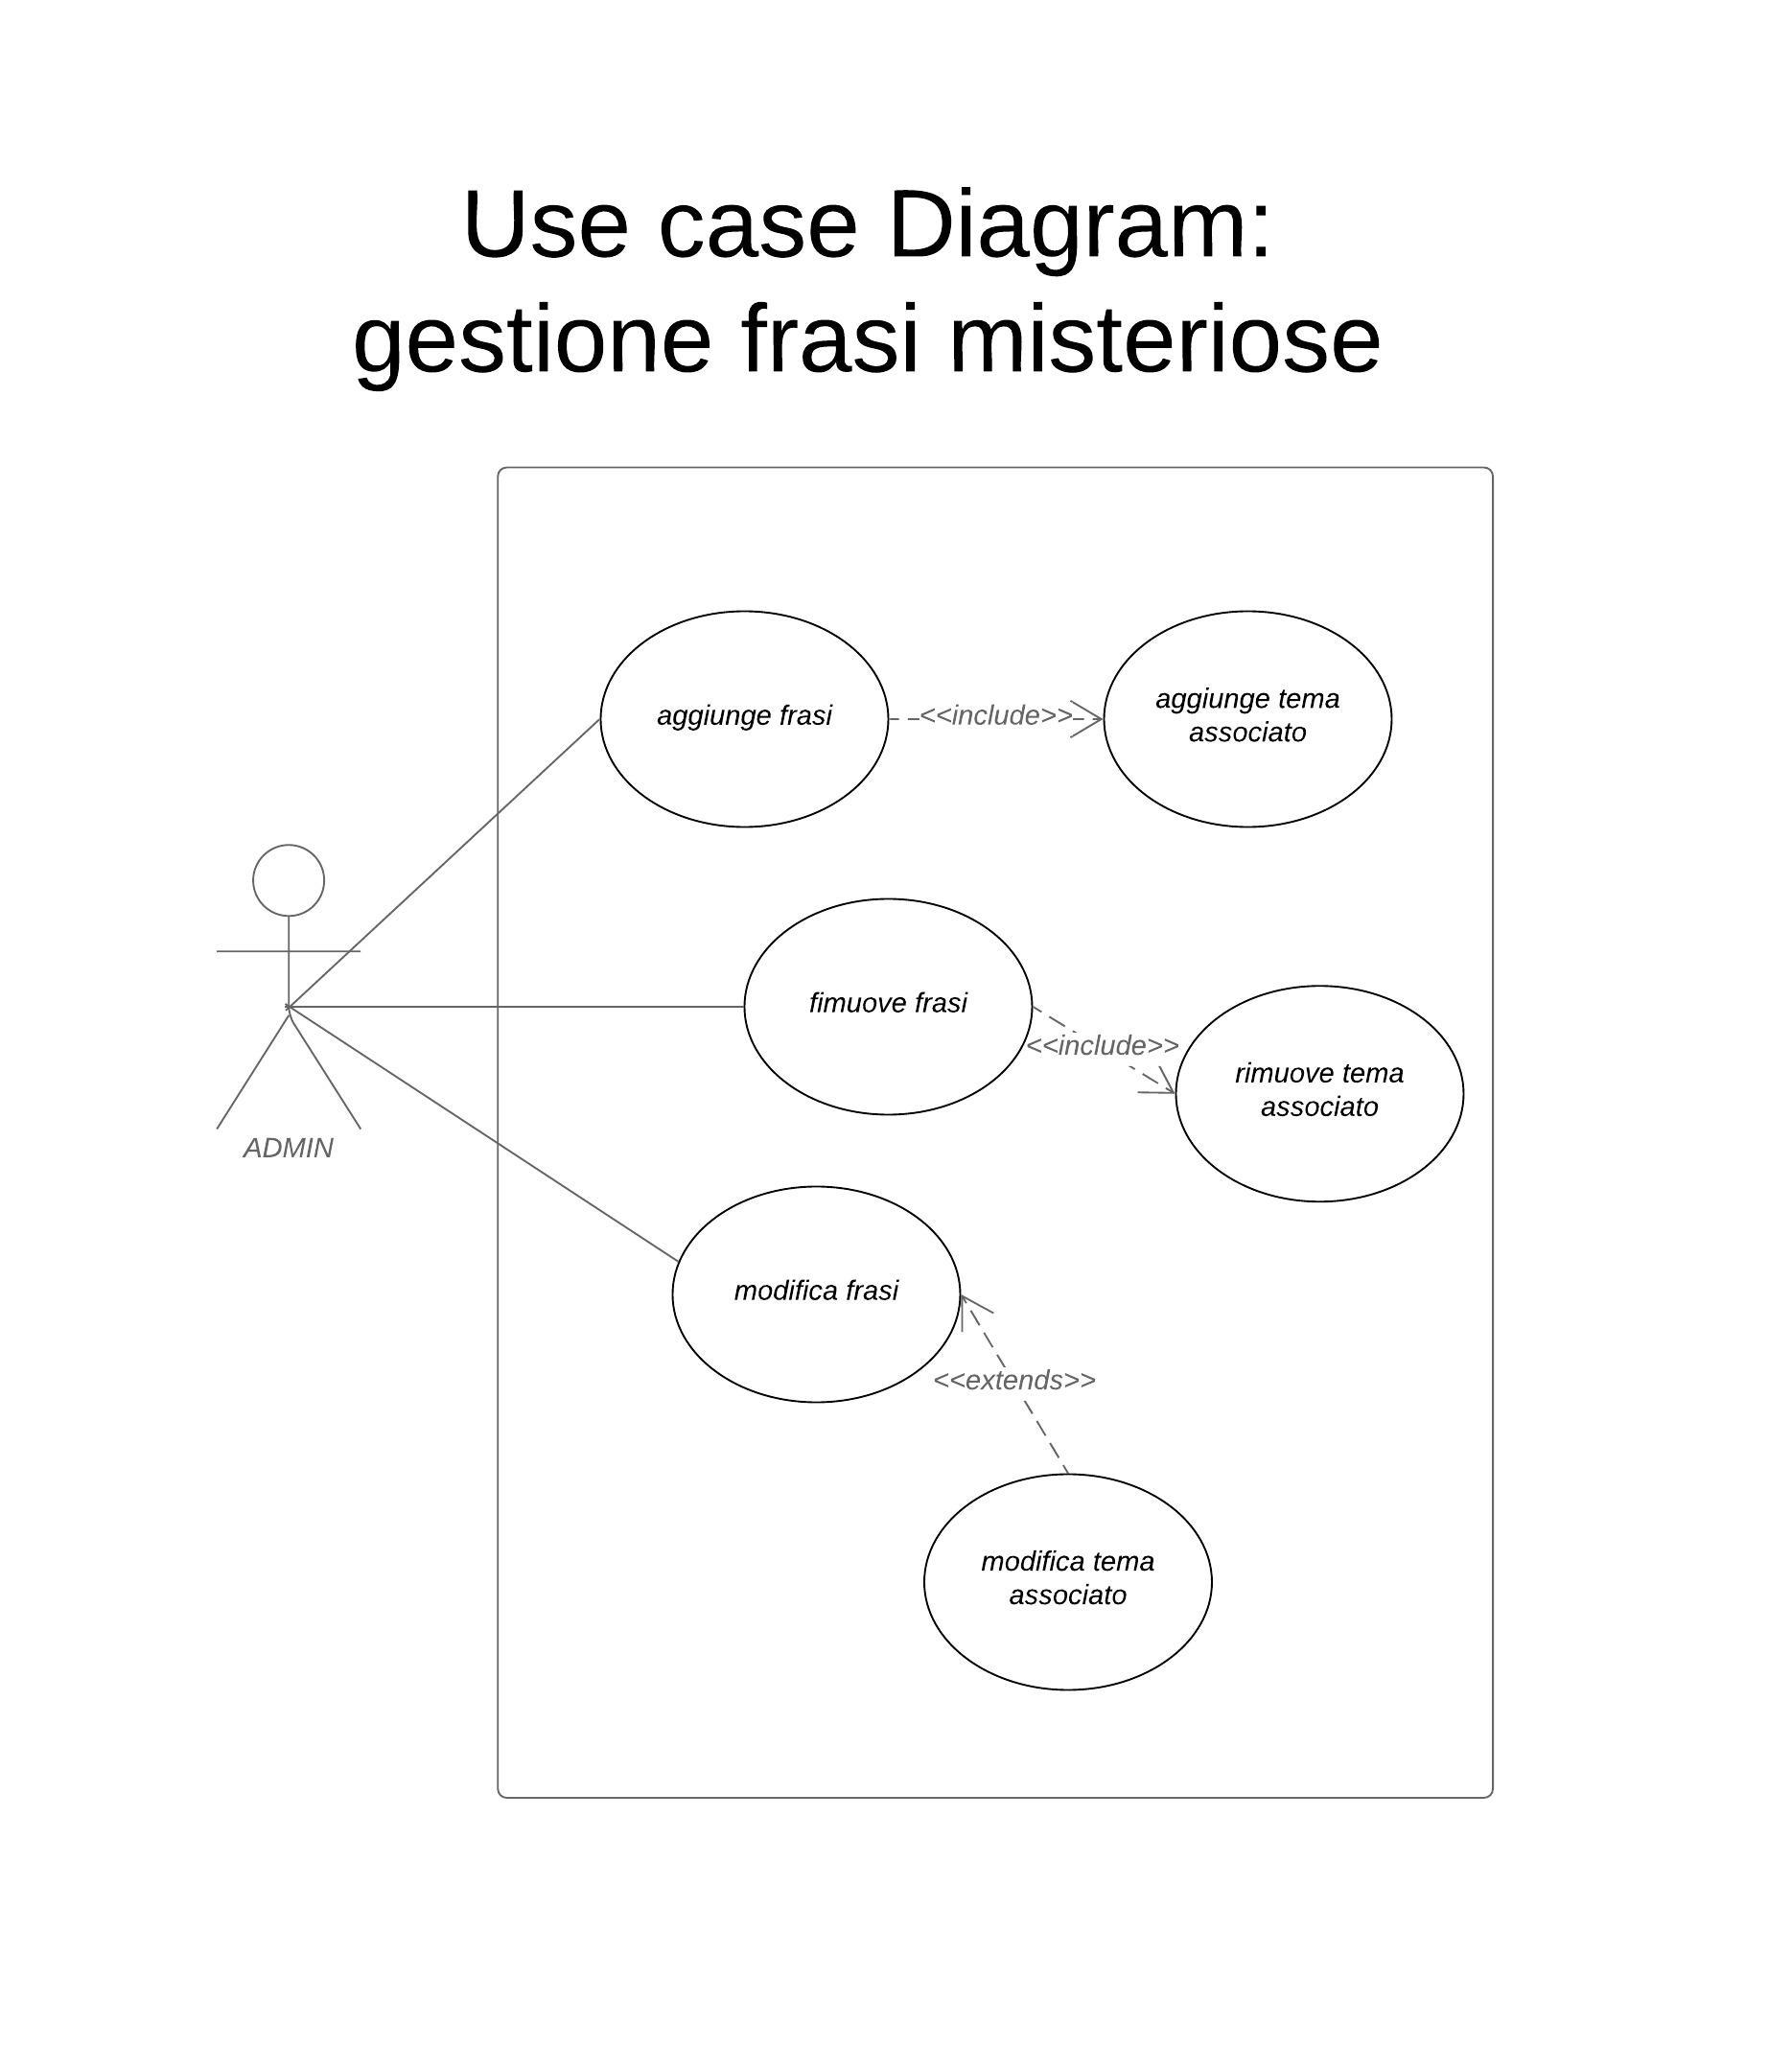 Use case Diagram:
gestione frasi misteriose
aggiunge frasi
<<include>>
aggiunge tema
associato
fimuove frasi
<<include>>
rimuove tema
associato
ADMIN
modifica frasi
<<extends>>
modifica tema
associato